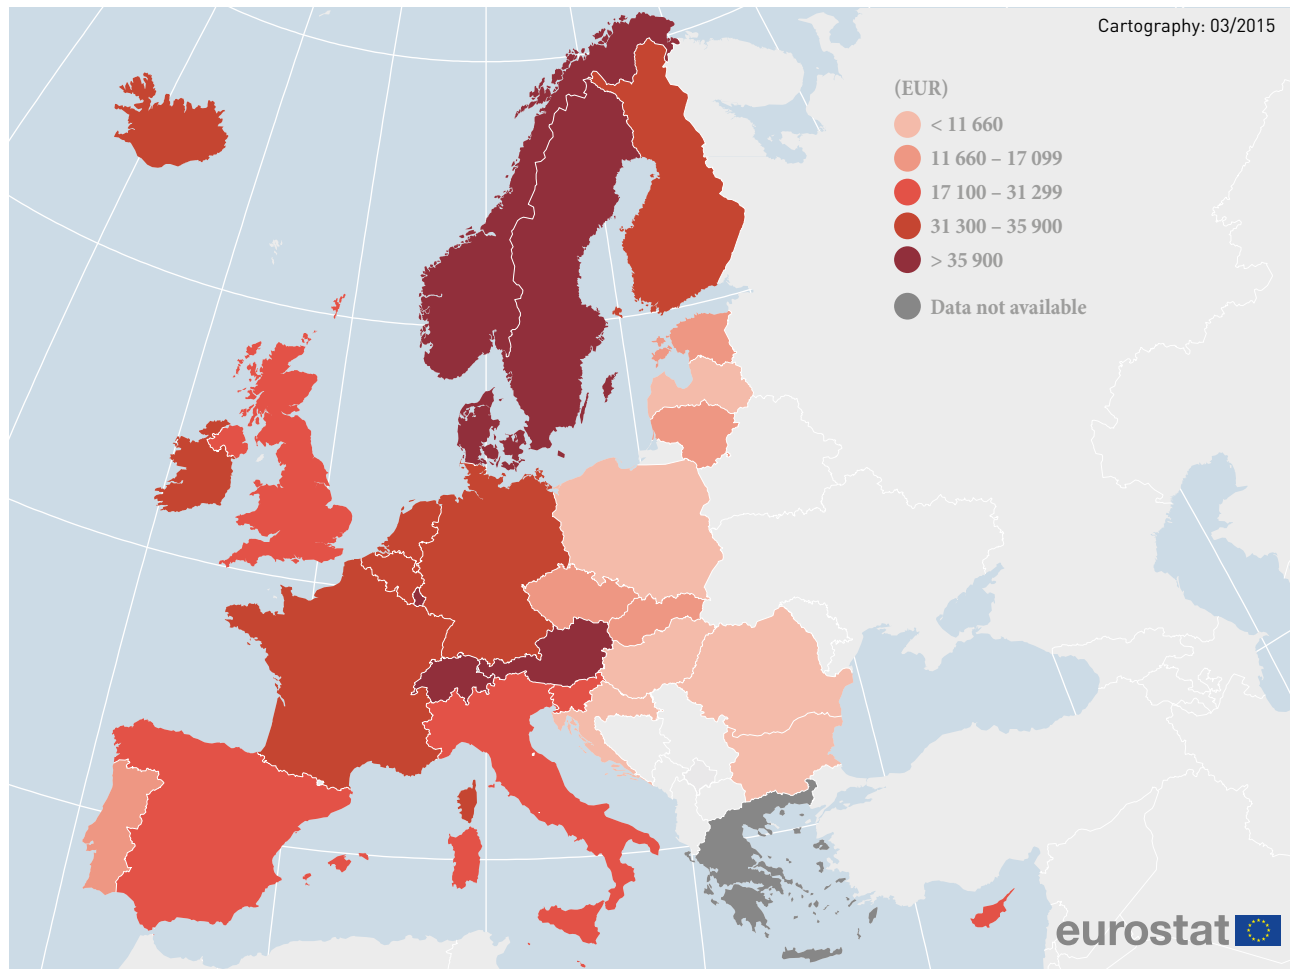 Cartography: 03/2015
(EUR)
< 11 660
11 660 – 17 099
17 100 – 31 299
31 300 – 35 900
> 35 900
Data not available
eurostat